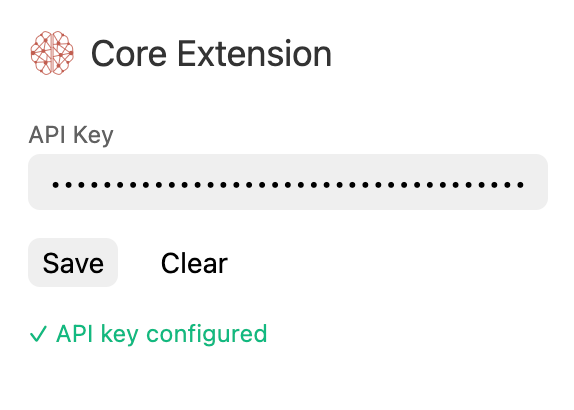 Core Extension
API Key
•••••••••••••••••••••••••••••••••••••
Save Clear
✓ API key configured